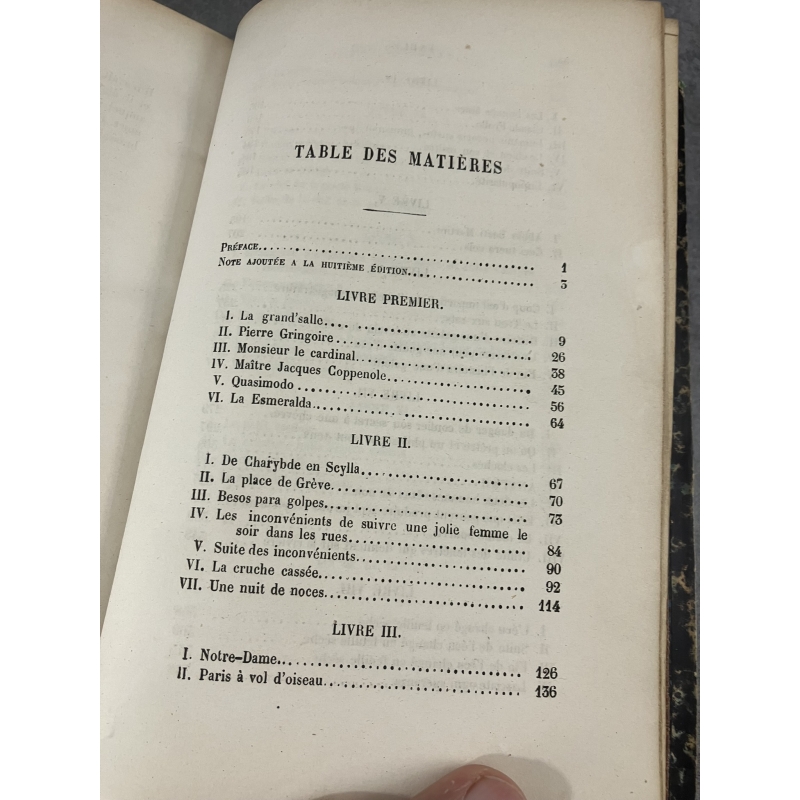 TABLE DES MATIÈRES
PRÉFACE.................... 1
NOTE AJOUTÉE A LA HUITIÈME ÉDITION.................... 3
LIVRE PREMIER.
I. La grand'salle.................... 9
II. Pierre Gringoire.................... 26
III. Monsieur le cardinal.................... 38
IV. Maître Jacques Coppenole.................... 45
V. Quasimodo.................... 56
VI. La Esmeralda.................... 64
LIVRE II.
I. De Charybde en Scylla.................... 67
II. La place de Grève.................... 70
III. Besos para golpes.................... 73
IV. Les inconvénients de suivre une jolie femme le
soir dans les rues.................... 84
V. Suite des inconvénients.................... 90
VI. La cruche cassée.................... 92
VII. Une nuit de noces.................... 114
LIVRE III.
I. Notre-Dame.................... 126
II. Paris à vol d'oiseau.................... 136